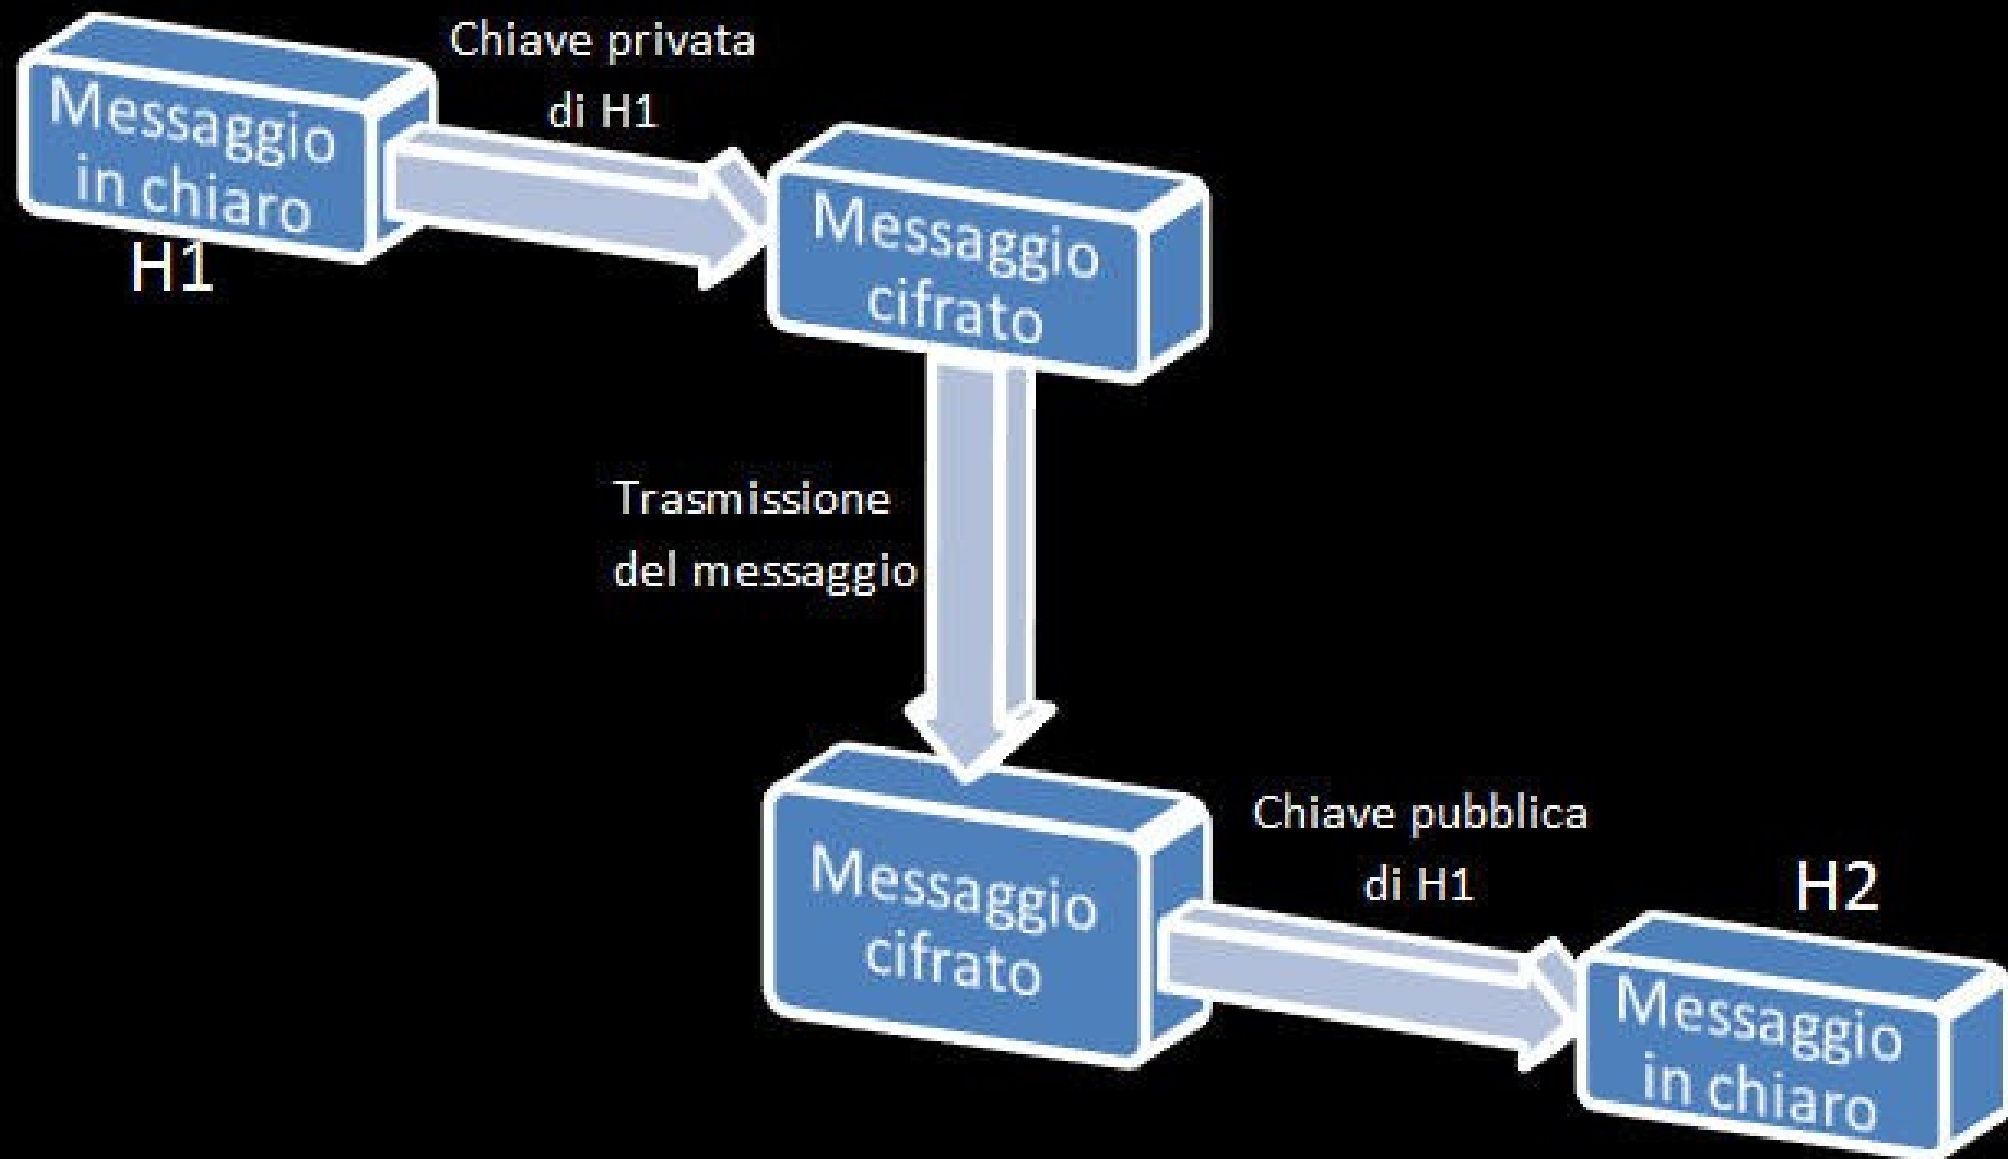 Messaggio
in chiaro
H1
Chiave privata
di H1
Messaggio
cifrato
Trasmissione
del messaggio
Messaggio
cifrato
Chiave pubblica
di H1
H2
Messaggio
in chiaro